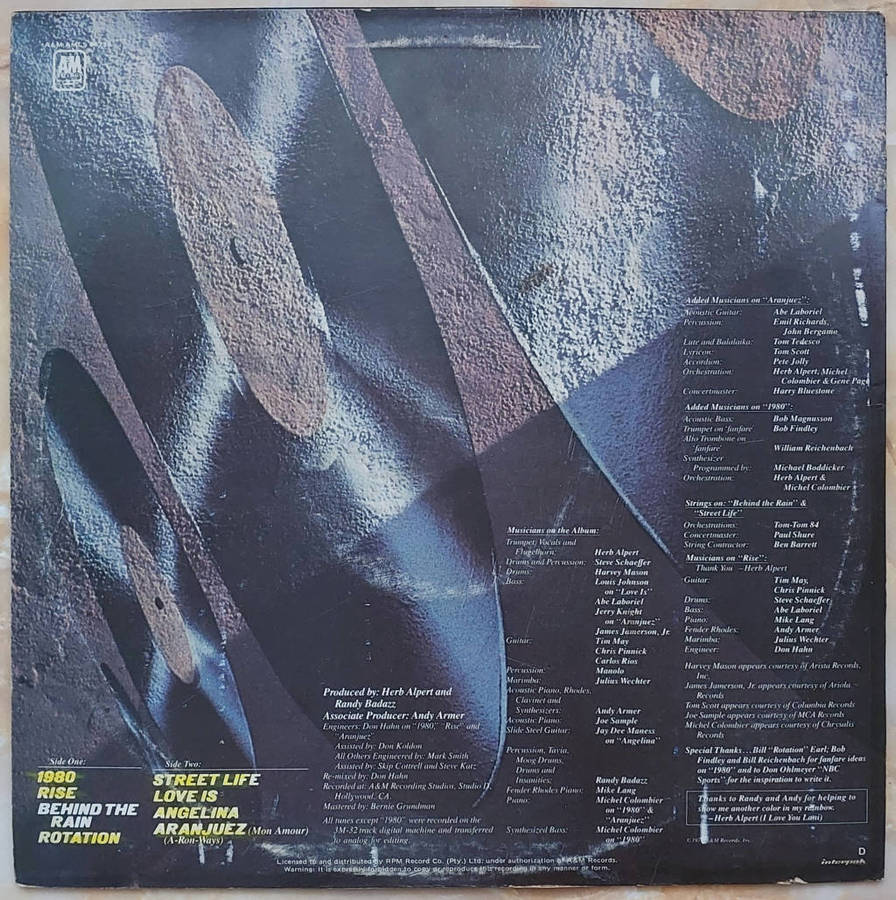 A&M
Side One:
1980
RISE
BEHIND THE
RAIN
ROTATION
Side Two:
STREET LIFE
LOVE IS
ANGELINA
ARANJUEZ (Mon Amour)
(A-Ron-Ways)
Produced by: Herb Alpert and
Randy Badazz
Associate Producer: Andy Armer
Engineers: Don Hahn on "1980," "Rise" and
"Aranjuez"
Assisted by: Don Koldon
All Others Engineered by: Mark Smith
Assisted by: Skip Cottrell and Steve Katz
Re-mixed by: Don Hahn
Recorded at: A&M Recording Studios, Studio D,
Hollywood, CA.
Mastered by: Bernie Grundman
All tunes except "1980" were recorded on the
3M-32 track digital machine and transferred
to analog for editing.
Musicians on the Album:
Trumpet, Vocals and
Flugelhorn: Herb Alpert
Drums and Percussion: Steve Schaeffer
Drums: Harvey Mason
Bass: Louis Johnson
on "Love Is"
Abe Laboriel
Jerry Knight
on "Aranjuez"
James Jamerson, Jr.
Guitar: Tim May
Chris Pinnick
Carlos Rios
Percussion: Manolo
Marimba: Julius Wechter
Acoustic Piano, Rhodes,
Clavinet and
Synthesizers: Andy Armer
Acoustic Piano: Joe Sample
Slide Steel Guitar: Jay Dee Maness
on "Angelina"
Percussion, Tavia,
Moog Drums,
Drums and
Insanities: Randy Badazz
Fender Rhodes Piano: Mike Lang
Piano: Michel Colombier
on "1980" &
"Aranjuez"
Synthesized Bass: Michel Colombier
on "1980"
Added Musicians on "Aranjuez":
Acoustic Guitar: Abe Laboriel
Percussion: Emil Richards,
John Bergamo
Lute and Balalaika: Tom Tedesco
Lyricon: Tom Scott
Accordion: Pete Jolly
Orchestration: Herb Alpert, Michel
Colombier & Gene Page
Concertmaster: Harry Bluestone
Added Musicians on "1980":
Acoustic Bass: Bob Magnusson
Trumpet on 'fanfare' Bob Findley
Alto Trombone on
'fanfare' William Reichenbach
Synthesizer
Programmed by: Michael Boddicker
Orchestration: Herb Alpert &
Michel Colombier
Strings on: "Behind the Rain" &
"Street Life"
Orchestrations: Tom-Tom 84
Concertmaster: Paul Shure
String Contractor: Ben Barrett
Musicians on "Rise":
Thank You –Herb Alpert
Guitar: Tim May,
Chris Pinnick
Drums: Steve Schaeffer
Bass: Abe Laboriel
Piano: Mike Lang
Fender Rhodes: Andy Armer
Marimba: Julius Wechter
Engineer: Don Hahn
Harvey Mason appears courtesy of Arista Records,
Inc.
James Jamerson, Jr. appears courtesy of Ariola
Records
Tom Scott appears courtesy of Columbia Records
Joe Sample appears courtesy of MCA Records
Michel Colombier appears courtesy of Chrysalis
Records
Special Thanks...Bill "Rotation" Earl; Bob
Findley and Bill Reichenbach for fanfare ideas
on "1980" and to Don Ohlmeyer "NBC
Sports" for the inspiration to write it.
Thanks to Randy and Andy for helping to
show me another color in my rainbow.
–Herb Alpert (I Love You Lani)
A&M Records, Inc.
D
interpak
Licensed to and distributed by RPM Record Co. (Pty.) Ltd. under authorization of A&M Records.
Warning: It is expressly forbidden to copy or reproduce this recording in any manner or form.